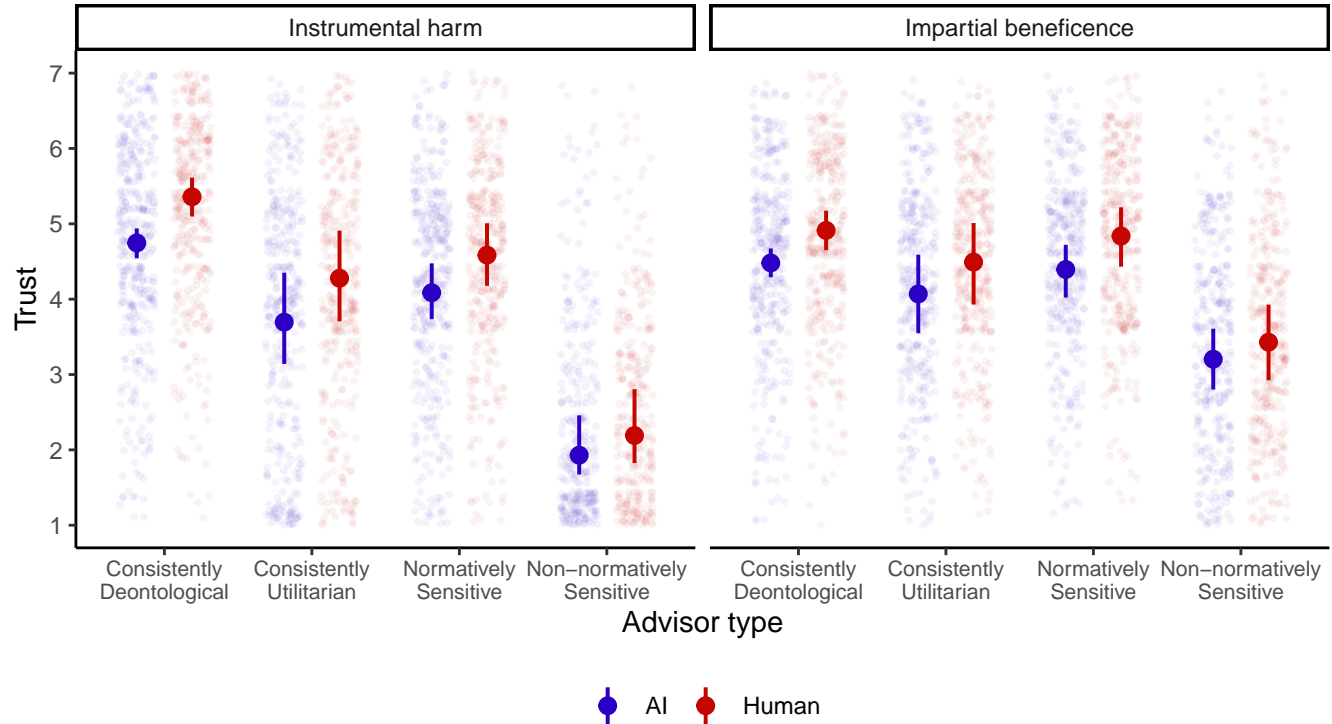 Instrumental harm
Impartial beneficence
Trust
7
6
5
4
3
2
1
Consistently
Deontological
Consistently
Utilitarian
Normatively
Sensitive
Non−normatively
Sensitive
Consistently
Deontological
Consistently
Utilitarian
Normatively
Sensitive
Non−normatively
Sensitive
Advisor type
AI
Human